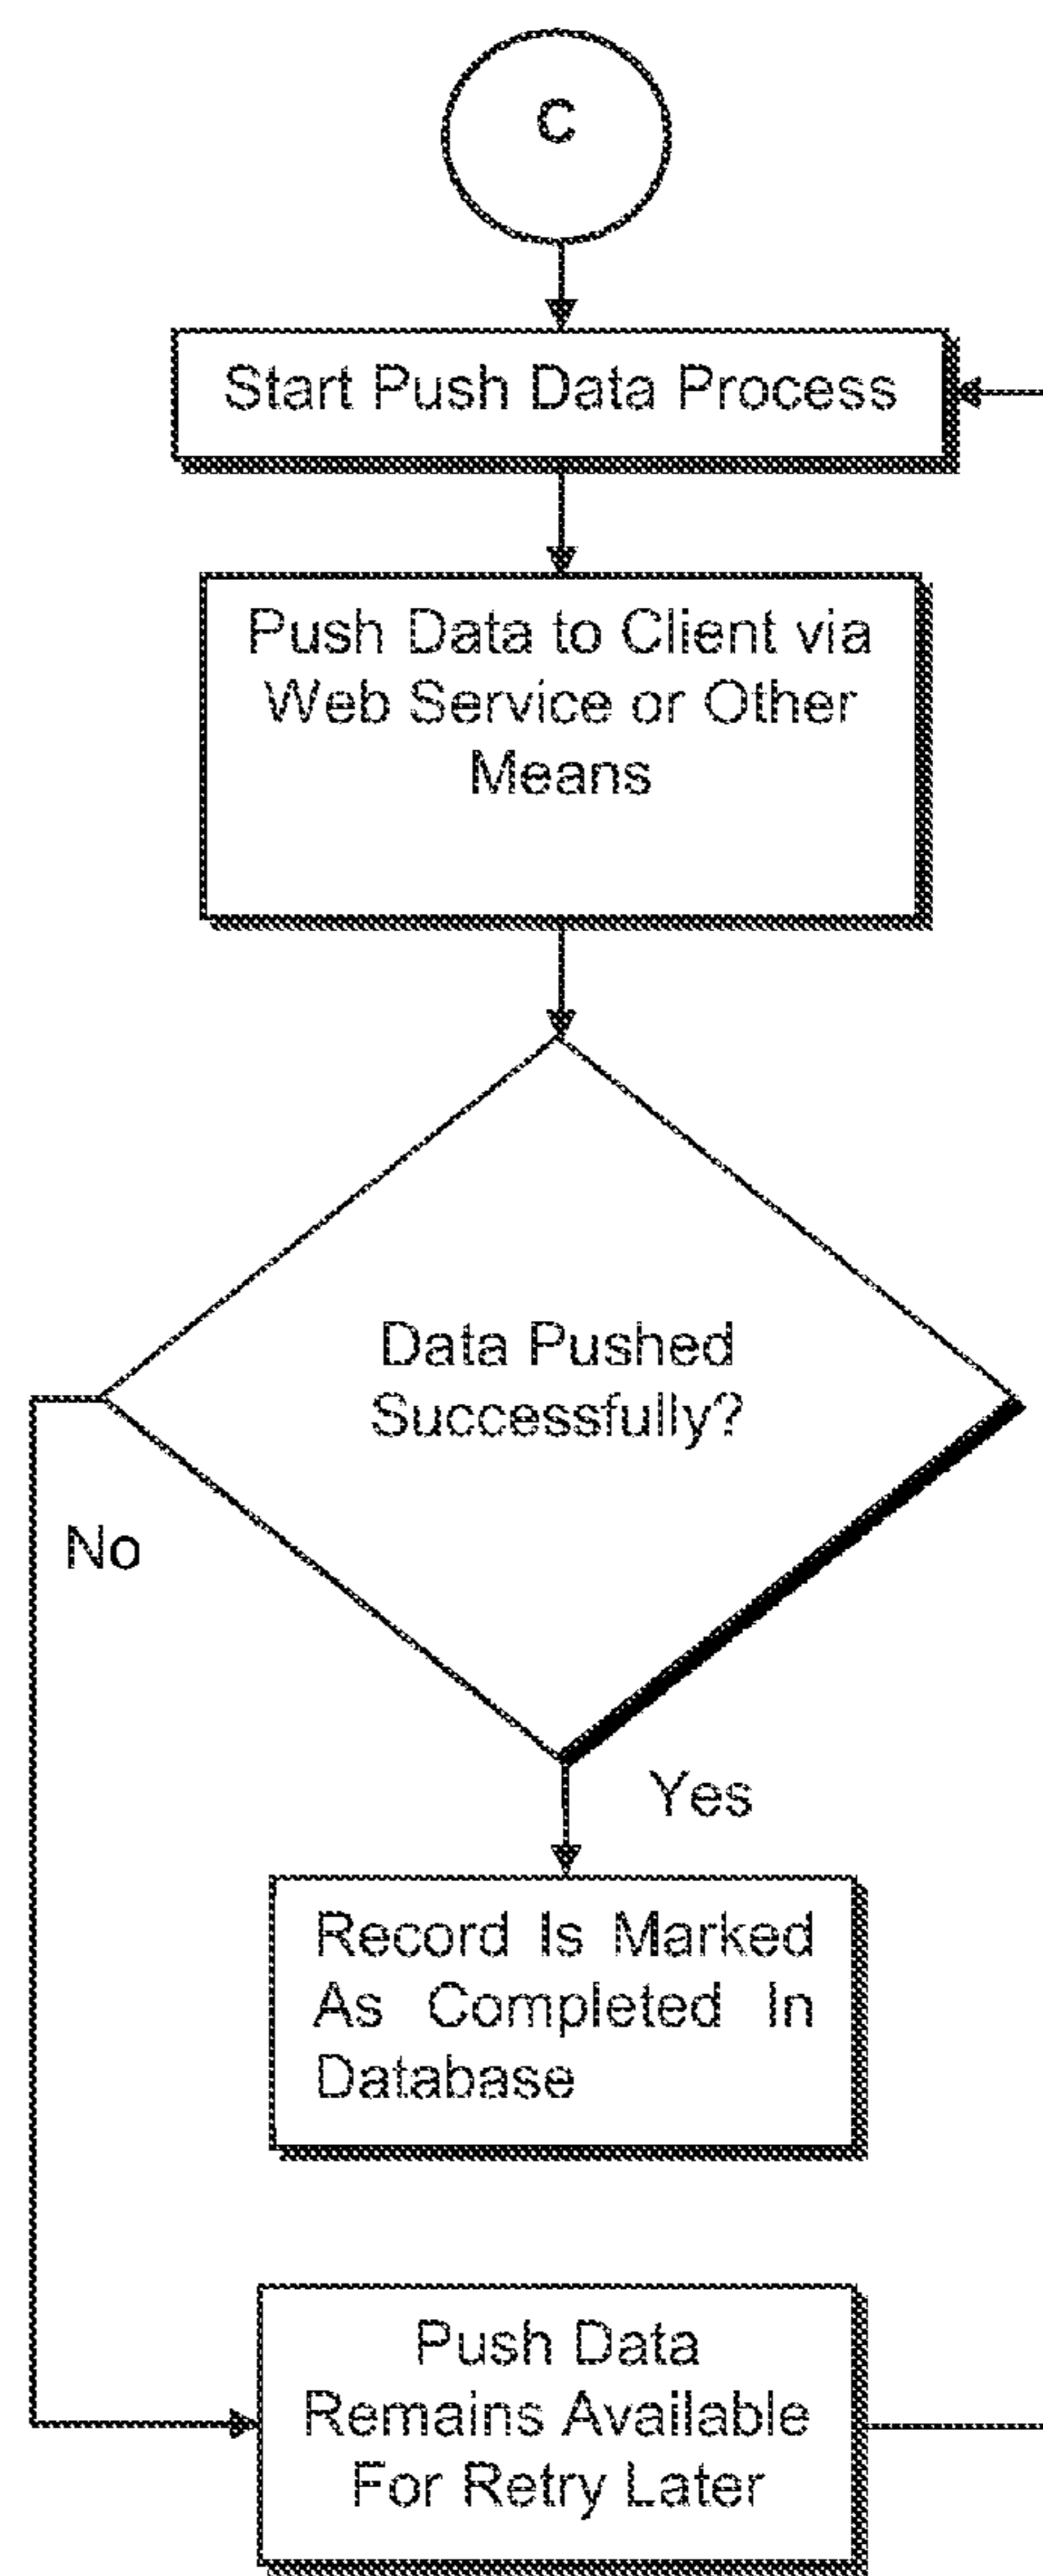 C
Start Push Data Process
Push Data to Client via
Web Service or Other
Means
Data Pushed
Successfully?
No
Yes
Record Is Marked
As Completed In
Database
Push Data
Remains Available
For Retry Later